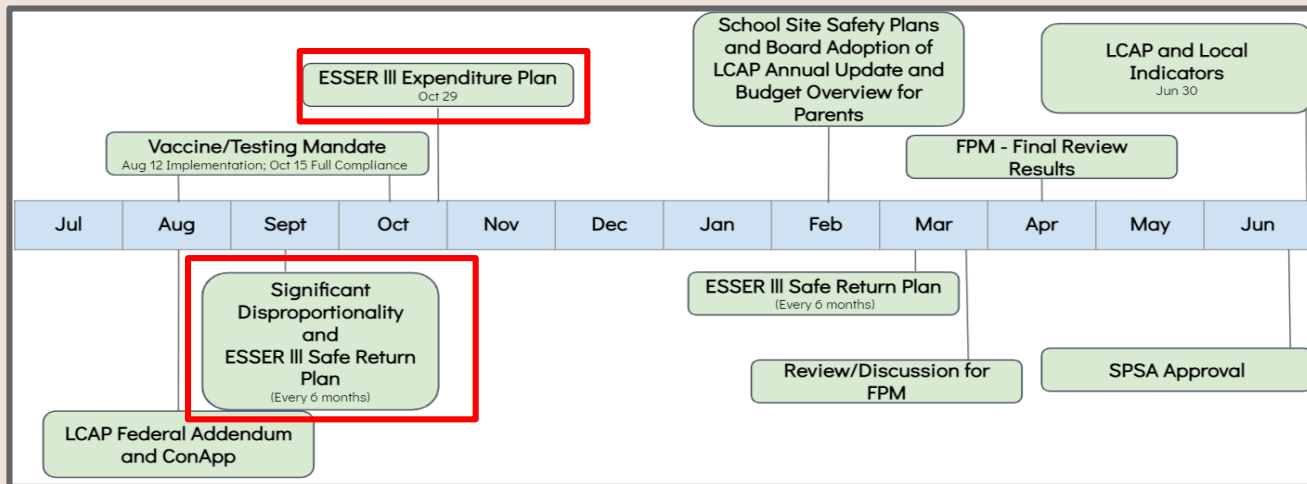 School Site Safety Plans
and Board Adoption of
LCAP Annual Update and
Budget Overview for
Parents
LCAP and Local
Indicators
Jun 30
ESSER III Expenditure Plan
Oct 29
Vaccine/Testing Mandate
Aug 12 Implementation; Oct 15 Full Compliance
FPM - Final Review
Results
Jul Aug Sept Oct Nov Dec Jan Feb Mar Apr May Jun
Significant
Disproportionality
and
ESSER III Safe Return
Plan
(Every 6 months)
ESSER III Safe Return Plan
(Every 6 months)
Review/Discussion for
FPM
SPSA Approval
LCAP Federal Addendum
and ConApp